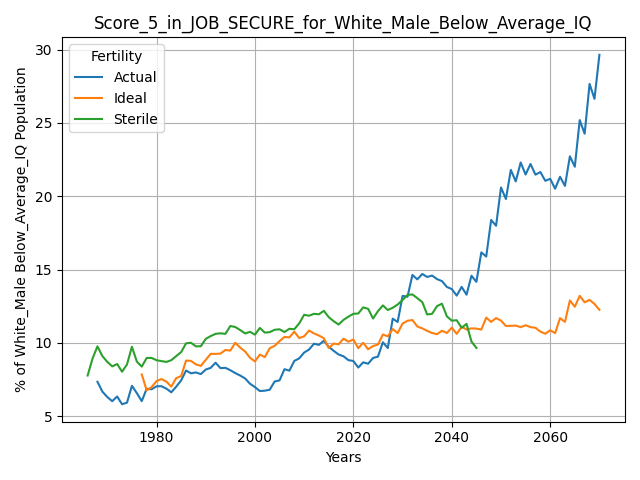 Score_5_in_JOB_SECURE_for_White_Male_Below_Average_IQ
Fertility
Actual
Ideal
Sterile
% of White_Male Below_Average_IQ Population
30
25
20
15
10
5
1980 2000 2020 2040 2060
Years